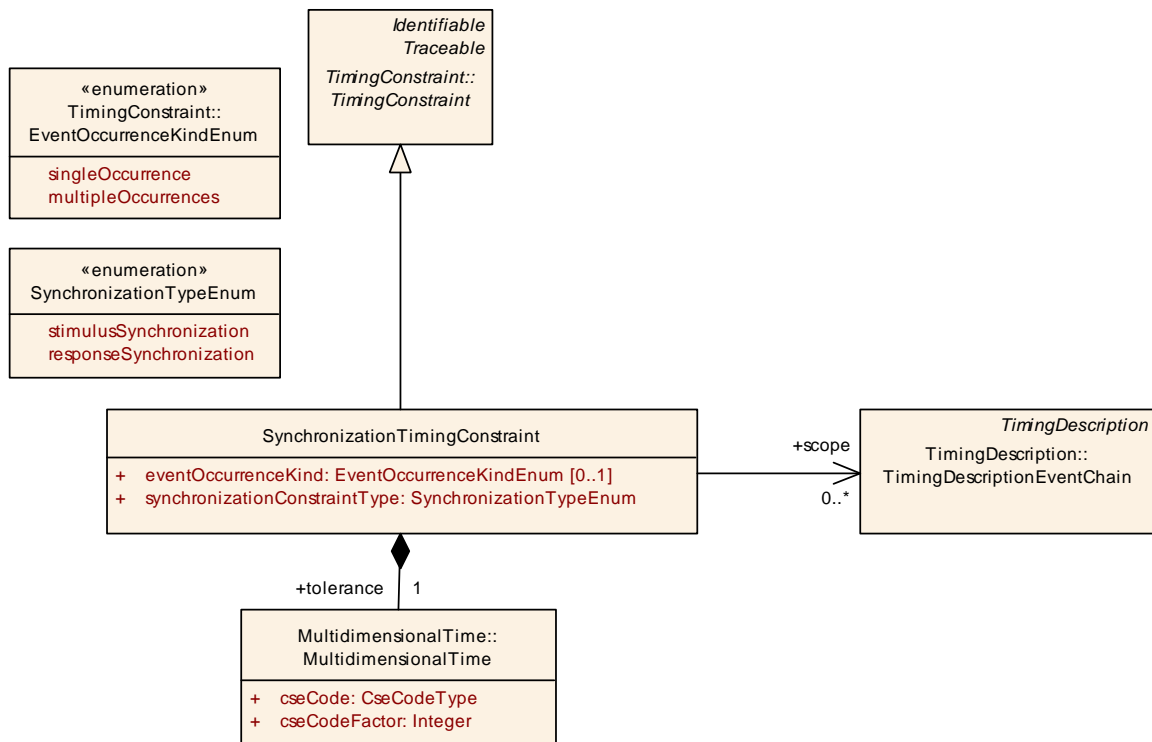 Identifiable
Traceable
TimingConstraint::
TimingConstraint
«enumeration»
TimingConstraint::
EventOccurrenceKindEnum
singleOccurrence
multipleOccurrences
«enumeration»
SynchronizationTypeEnum
stimulusSynchronization
responseSynchronization
SynchronizationTimingConstraint
+ eventOccurrenceKind: EventOccurrenceKindEnum [0..1]
+ synchronizationConstraintType: SynchronizationTypeEnum
+scope
0..*
TimingDescription
TimingDescription::
TimingDescriptionEventChain
+tolerance 1
MultidimensionalTime::
MultidimensionalTime
+ cseCode: CseCodeType
+ cseCodeFactor: Integer